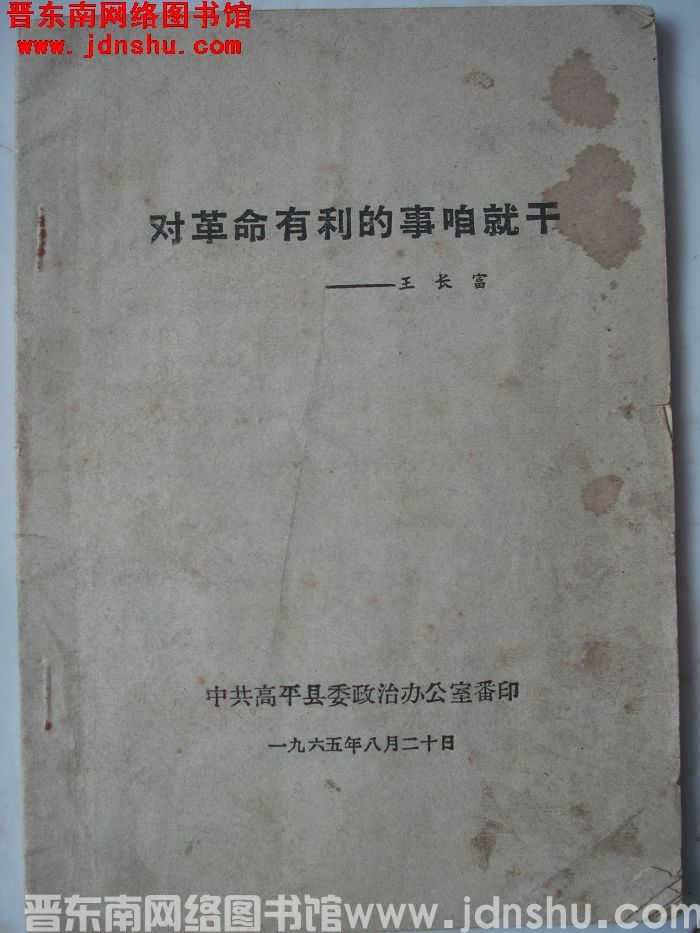 晋东南网络图书馆
www.jdnshu.com
对革命有利的事咱就干
——王长富
中共高平县委政治办公室番印
一九六五年八月二十日
晋东南网络图书馆www.jdnshu.com